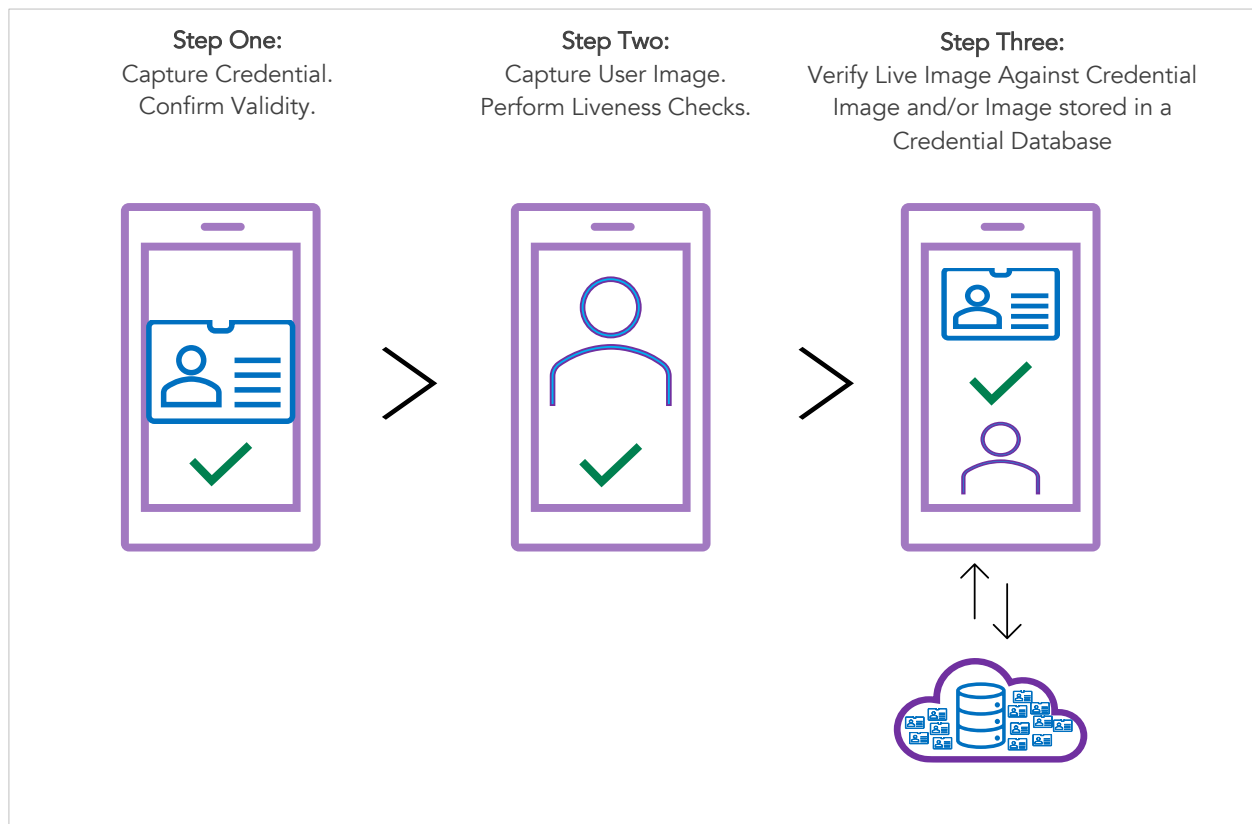 Step One:
Capture Credential.
Confirm Validity.
Step Two:
Capture User Image.
Perform Liveness Checks.
Step Three:
Verify Live Image Against Credential
Image and/or Image stored in a
Credential Database